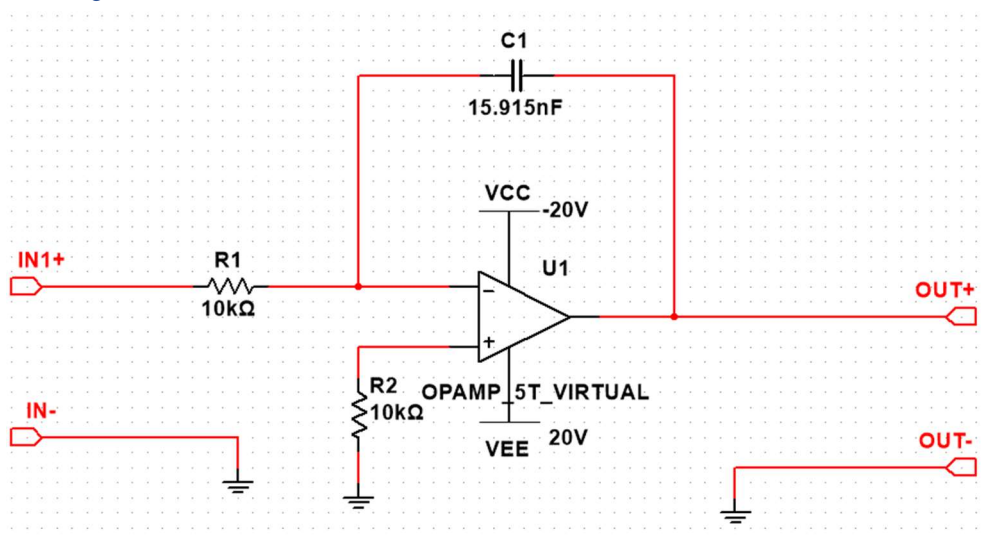 C1
15.915nF
VCC
-20V
IN1+
R1
10kΩ
U1
OUT+
−
+
R2
10kΩ
OPAMP_5T_VIRTUAL
IN-
VEE
20V
OUT-